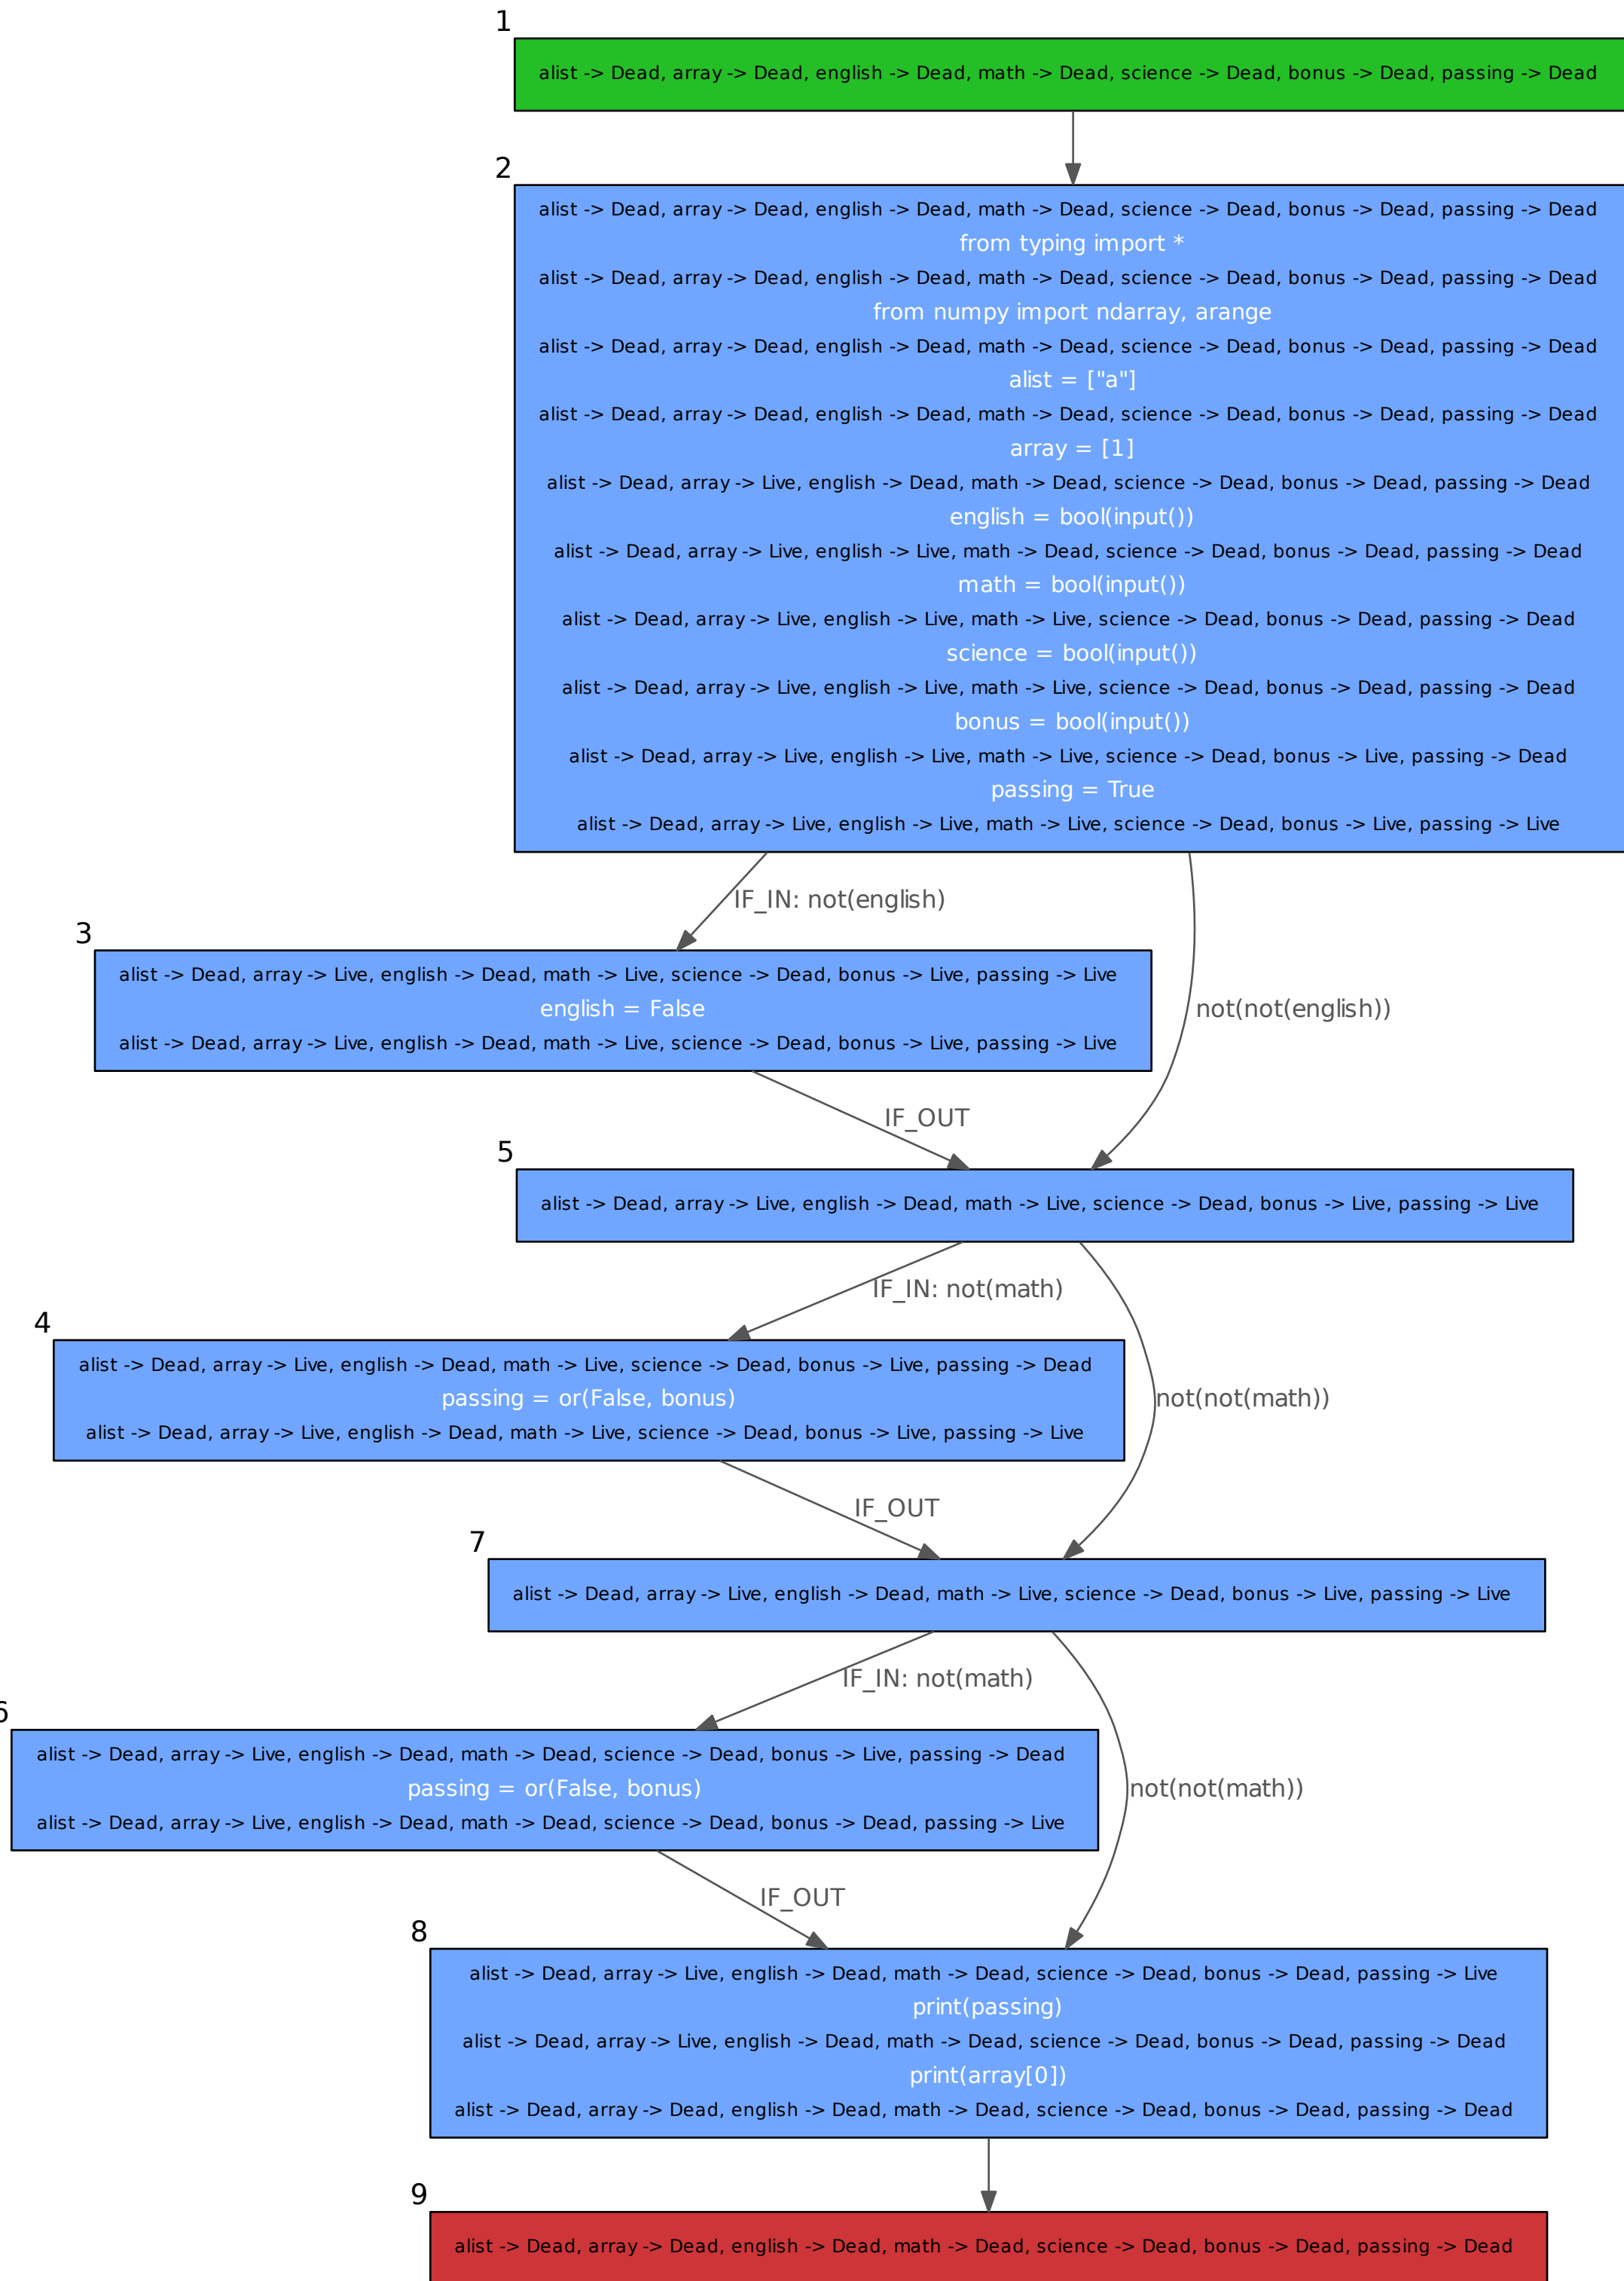 1
alist -> Dead, array -> Dead, english -> Dead, math -> Dead, science -> Dead, bonus -> Dead, passing -> Dead
2
alist -> Dead, array -> Dead, english -> Dead, math -> Dead, science -> Dead, bonus -> Dead, passing -> Dead
from typing import *
alist -> Dead, array -> Dead, english -> Dead, math -> Dead, science -> Dead, bonus -> Dead, passing -> Dead
from numpy import ndarray, arange
alist -> Dead, array -> Dead, english -> Dead, math -> Dead, science -> Dead, bonus -> Dead, passing -> Dead
alist = ["a"]
alist -> Dead, array -> Dead, english -> Dead, math -> Dead, science -> Dead, bonus -> Dead, passing -> Dead
array = [1]
alist -> Dead, array -> Live, english -> Dead, math -> Dead, science -> Dead, bonus -> Dead, passing -> Dead
english = bool(input())
alist -> Dead, array -> Live, english -> Live, math -> Dead, science -> Dead, bonus -> Dead, passing -> Dead
math = bool(input())
alist -> Dead, array -> Live, english -> Live, math -> Live, science -> Dead, bonus -> Dead, passing -> Dead
science = bool(input())
alist -> Dead, array -> Live, english -> Live, math -> Live, science -> Dead, bonus -> Dead, passing -> Dead
bonus = bool(input())
alist -> Dead, array -> Live, english -> Live, math -> Live, science -> Dead, bonus -> Live, passing -> Dead
passing = True
alist -> Dead, array -> Live, english -> Live, math -> Live, science -> Dead, bonus -> Live, passing -> Live
IF_IN: not(english)
3
alist -> Dead, array -> Live, english -> Dead, math -> Live, science -> Dead, bonus -> Live, passing -> Live
english = False
not(not(english))
alist -> Dead, array -> Live, english -> Dead, math -> Live, science -> Dead, bonus -> Live, passing -> Live
IF_OUT
5
alist -> Dead, array -> Live, english -> Dead, math -> Live, science -> Dead, bonus -> Live, passing -> Live
IF_IN: not(math)
4
alist -> Dead, array -> Live, english -> Dead, math -> Live, science -> Dead, bonus -> Live, passing -> Dead
passing = or(False, bonus)
not(not(math))
alist -> Dead, array -> Live, english -> Dead, math -> Live, science -> Dead, bonus -> Live, passing -> Live
IF_OUT
7
alist -> Dead, array -> Live, english -> Dead, math -> Live, science -> Dead, bonus -> Live, passing -> Live
IF_IN: not(math)
6
alist -> Dead, array -> Live, english -> Dead, math -> Dead, science -> Dead, bonus -> Live, passing -> Dead
passing = or(False, bonus)
not(not(math))
alist -> Dead, array -> Live, english -> Dead, math -> Dead, science -> Dead, bonus -> Dead, passing -> Live
IF_OUT
8
alist -> Dead, array -> Live, english -> Dead, math -> Dead, science -> Dead, bonus -> Dead, passing -> Live
print(passing)
alist -> Dead, array -> Live, english -> Dead, math -> Dead, science -> Dead, bonus -> Dead, passing -> Dead
print(array[0])
alist -> Dead, array -> Dead, english -> Dead, math -> Dead, science -> Dead, bonus -> Dead, passing -> Dead
9
alist -> Dead, array -> Dead, english -> Dead, math -> Dead, science -> Dead, bonus -> Dead, passing -> Dead